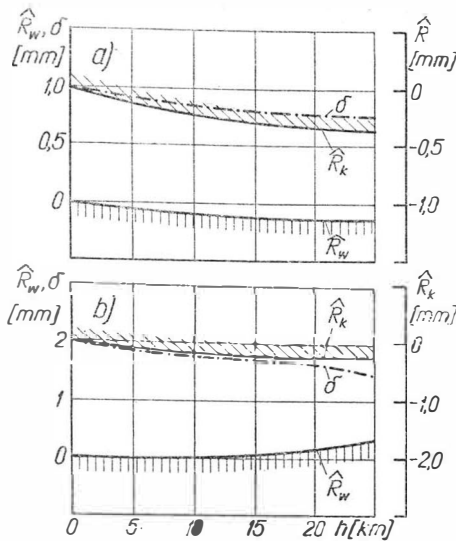 R̂w, δ
[mm]
a)
R̂
[mm]
1,0
0
δ
0,5
-0,5
R̂k
0
-1,0
R̂w
R̂w, δ
[mm]
b)
R̂k
[mm]
R̂k
2
0
δ
1
-1,0
0
-2,0
R̂w
0 5 10 15 20 h[km]